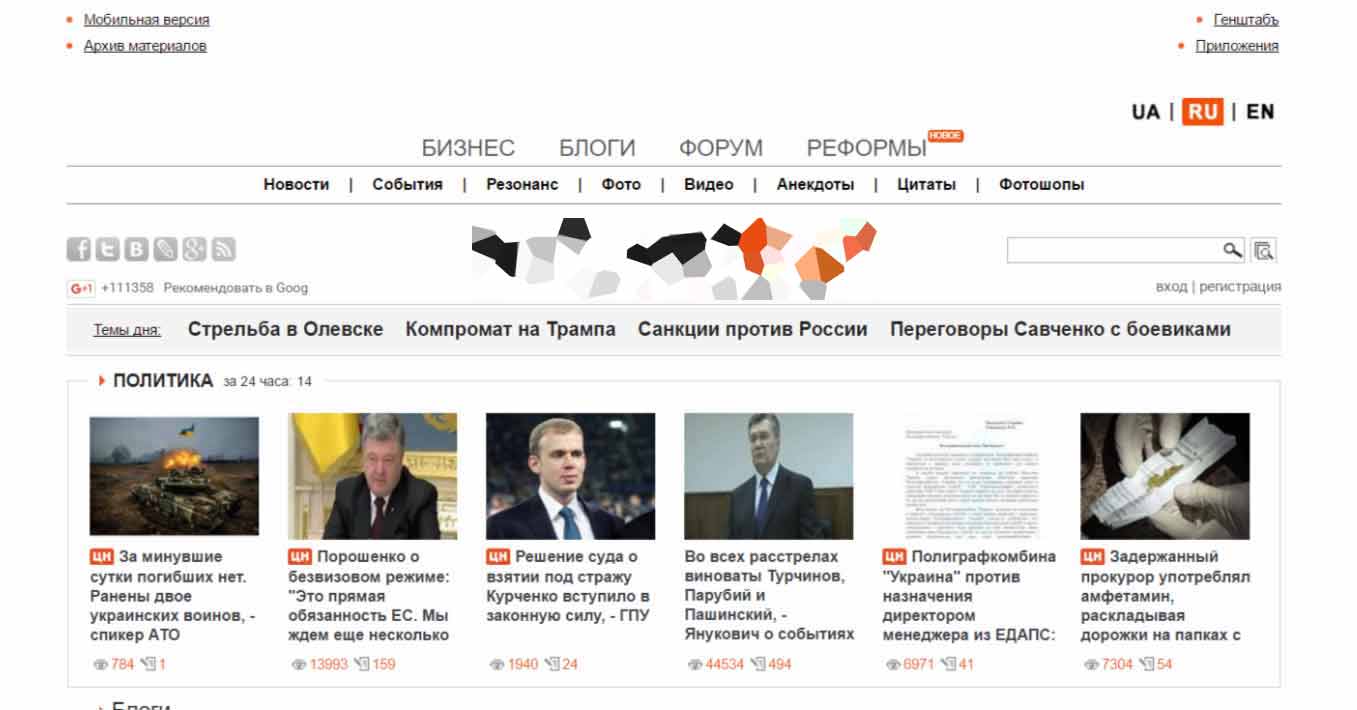 Мобильная версия
Генштабъ
Архив материалов
Приложения
UA | RU | EN
БИЗНЕС БЛОГИ ФОРУМ РЕФОРМЫ НОВОЕ
Новости | События | Резонанс | Фото | Видео | Анекдоты | Цитаты | Фотошопы
G+1 +111358 Рекомендовать в Goog
вход | регистрация
Темы дня: Стрельба в Олевске Компромат на Трампа Санкции против России Переговоры Савченко с боевиками
ПОЛИТИКА за 24 часа: 14
ЦН За минувшие
сутки погибших нет.
Ранены двое
украинских воинов, -
спикер АТО
784 1
ЦН Порошенко о
безвизовом режиме:
"Это прямая
обязанность ЕС. Мы
ждем еще несколько
13993 159
ЦН Решение суда о
взятии под стражу
Курченко вступило в
законную силу, - ГПУ
1940 24
Во всех расстрелах
виноваты Турчинов,
Парубий и
Пашинский, -
Янукович о событиях
44534 494
ЦН Полиграфкомбина
"Украина" против
назначения
директором
менеджера из ЕДАПС:
6971 41
ЦН Задержанный
прокурор употреблял
амфетамин,
раскладывая
дорожки на папках с
7304 54
Блоги